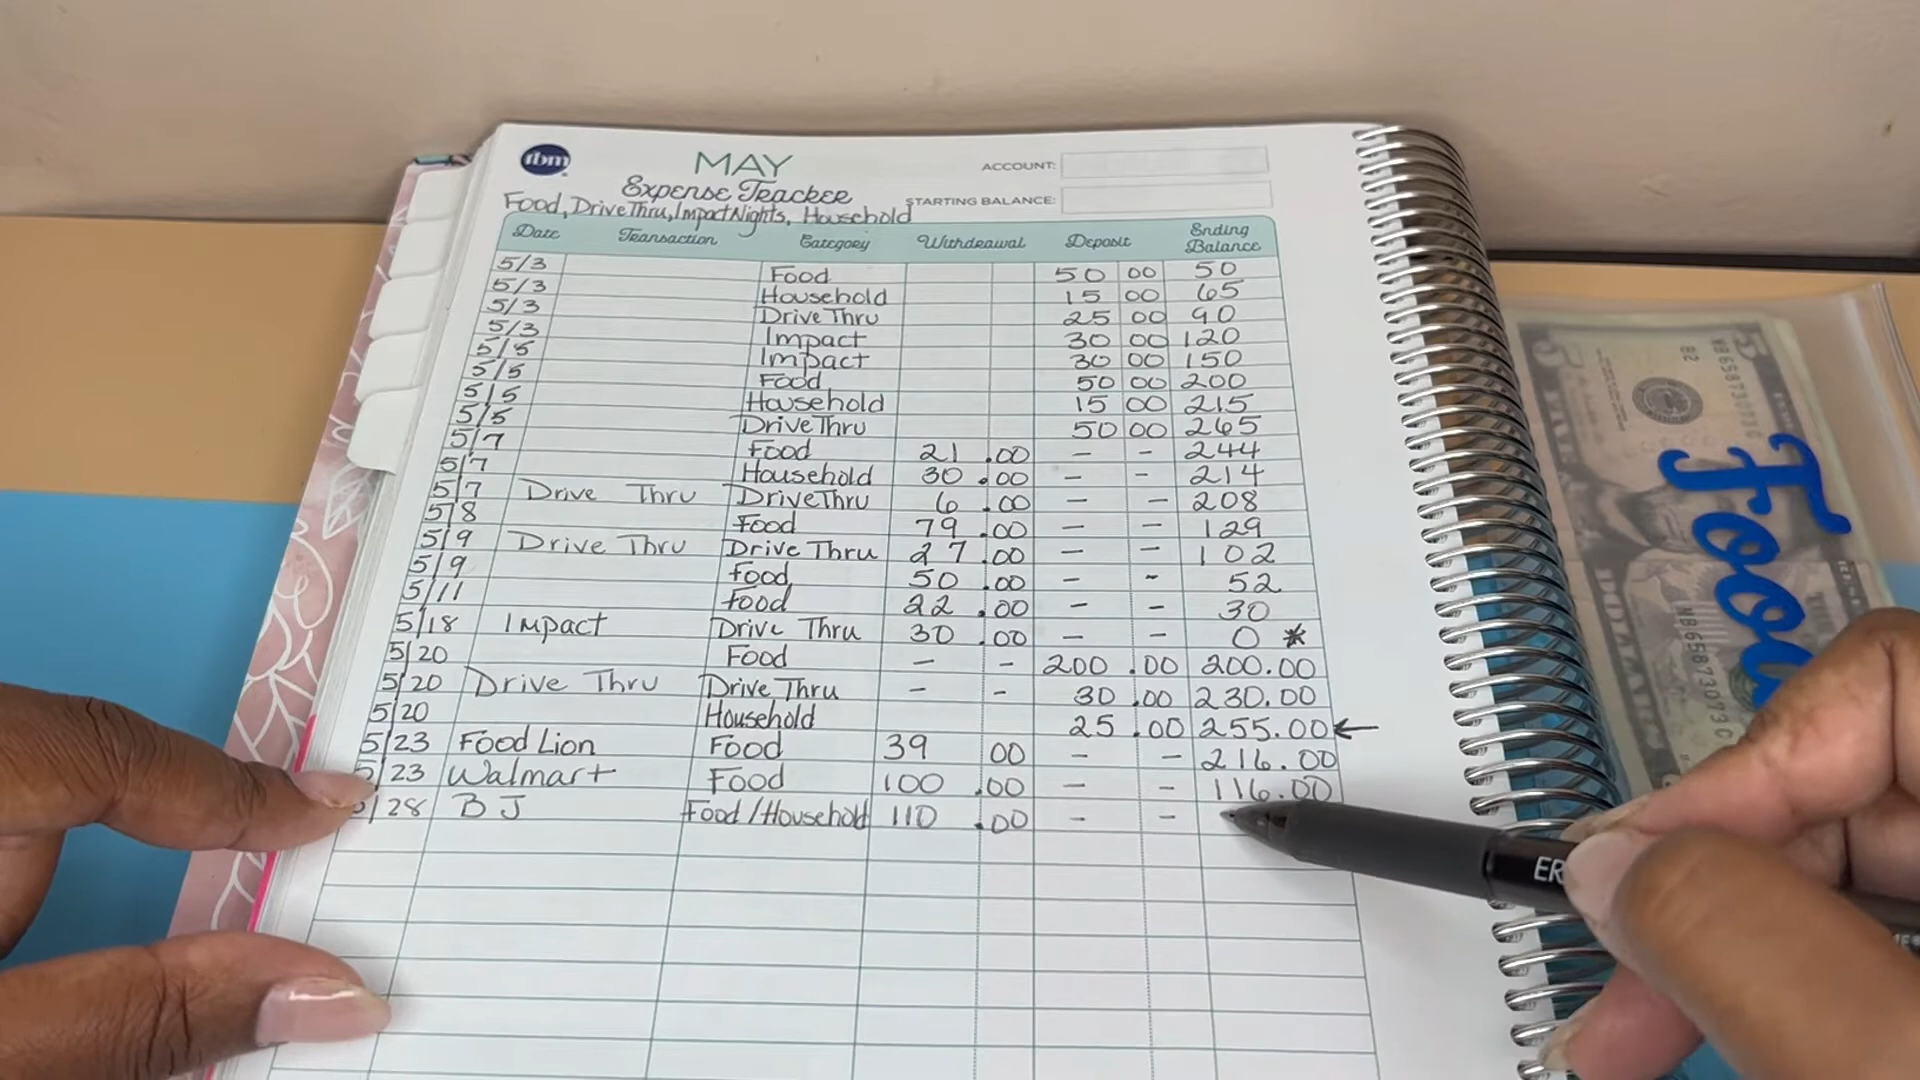 tbm
MAY
Expense Tracker
Food, Drive Thru, Impact Nights, Household
ACCOUNT:
STARTING BALANCE:
Date Transaction Category Withdrawal Deposit Ending Balance
5/3 Food 50 00 50
5/3 Household 15 00 65
5/3 Drive Thru 25 00 90
5/3 Impact 30 00 120
5/5 Impact 30 00 150
5/5 Food 50 00 200
5/5 Household 15 00 215
5/5 Drive Thru 50 00 265
5/7 Food 21 .00 - - 244
5/7 Household 30 .00 - - 214
5/7 Drive Thru Drive Thru 6 .00 - - 208
5/8 Food 79 .00 - - 129
5/9 Drive Thru Drive Thru 27 .00 - - 102
5/9 Food 50 .00 - - 52
5/11 Food 22 .00 - - 30
5/18 Impact Drive Thru 30 .00 - - 0 *
5/20 Food - - 200 .00 200.00
5/20 Drive Thru Drive Thru - - 30 .00 230.00
5/20 Household 25 .00 255.00 ←
5/23 Food Lion Food 39 00 - - 216.00
5/23 Walmart Food 100 .00 - - 116.00
5/28 BJ Food/Household 110 .00 - -
Food
ER